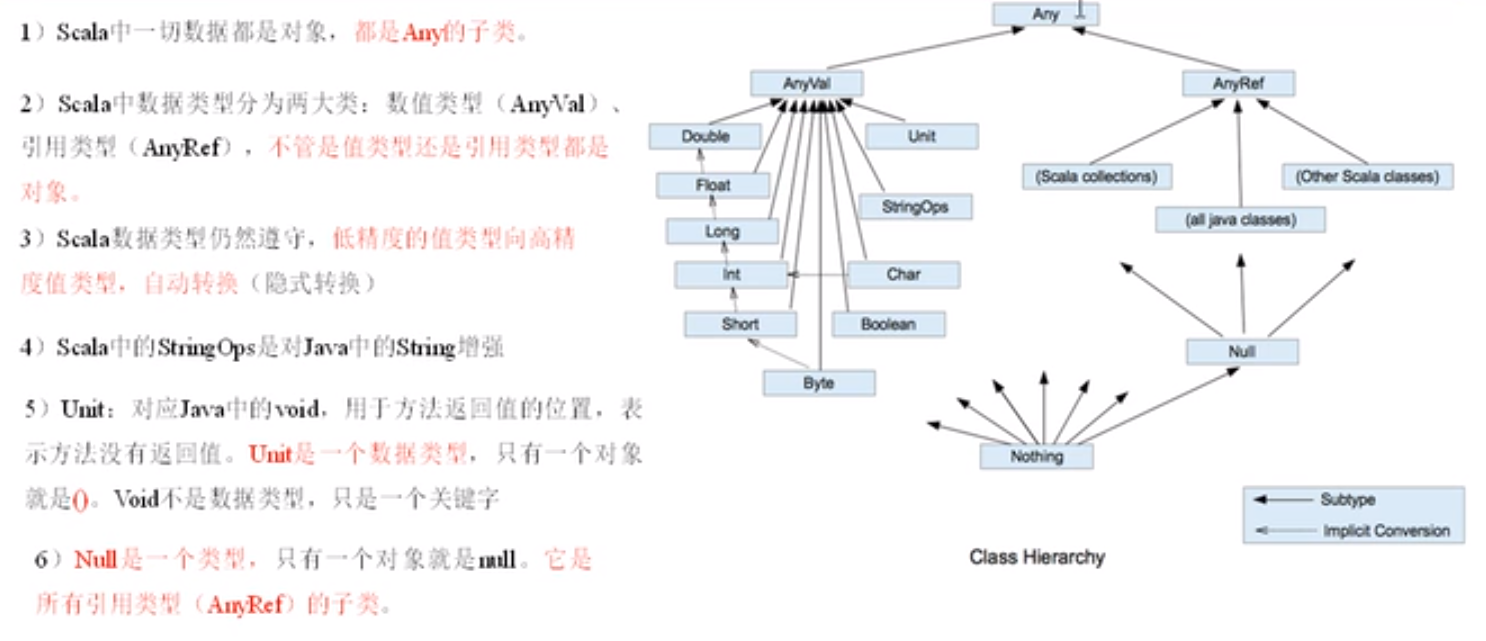 1）Scala中一切数据都是对象，都是Any的子类。
2）Scala中数据类型分为两大类：数值类型（AnyVal）、
引用类型（AnyRef），不管是值类型还是引用类型都是
对象。
3）Scala数据类型仍然遵守，低精度的值类型向高精
度值类型，自动转换（隐式转换）
4）Scala中的StringOps是对Java中的String增强
5）Unit：对应Java中的void，用于方法返回值的位置，表
示方法没有返回值。Unit是一个数据类型，只有一个对象
就是()。Void不是数据类型，只是一个关键字
6）Null是一个类型，只有一个对象就是null。它是
所有引用类型（AnyRef）的子类。
Any
AnyVal
AnyRef
Double
Unit
Float
StringOps
Long
Int
Char
Short
Boolean
Byte
(Scala collections)
(Other Scala classes)
(all java classes)
Null
Nothing
Subtype
Implicit Conversion
Class Hierarchy